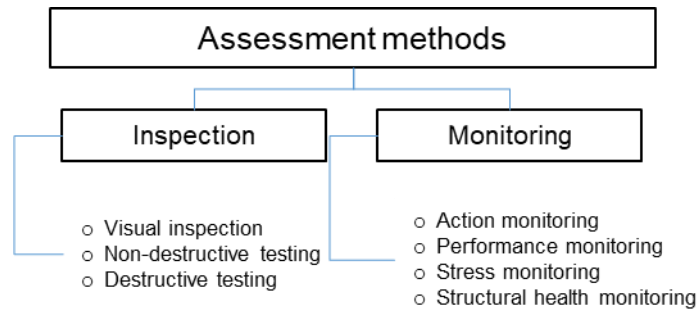 Assessment methods
Inspection
Monitoring
o Visual inspection
o Non-destructive testing
o Destructive testing
o Action monitoring
o Performance monitoring
o Stress monitoring
o Structural health monitoring